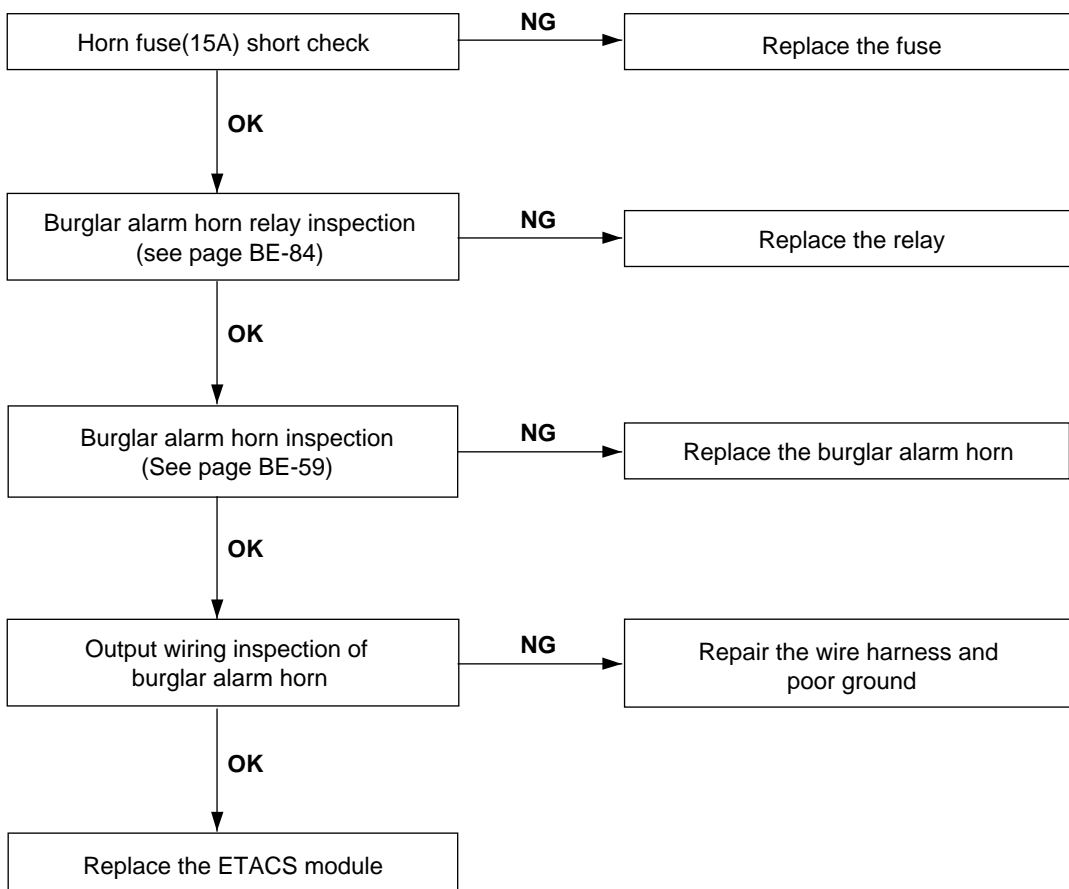 Horn fuse(15A) short check
NG
Replace the fuse
OK
Burglar alarm horn relay inspection
(see page BE-84)
NG
Replace the relay
OK
Burglar alarm horn inspection
(See page BE-59)
NG
Replace the burglar alarm horn
OK
Output wiring inspection of
burglar alarm horn
NG
Repair the wire harness and
poor ground
OK
Replace the ETACS module